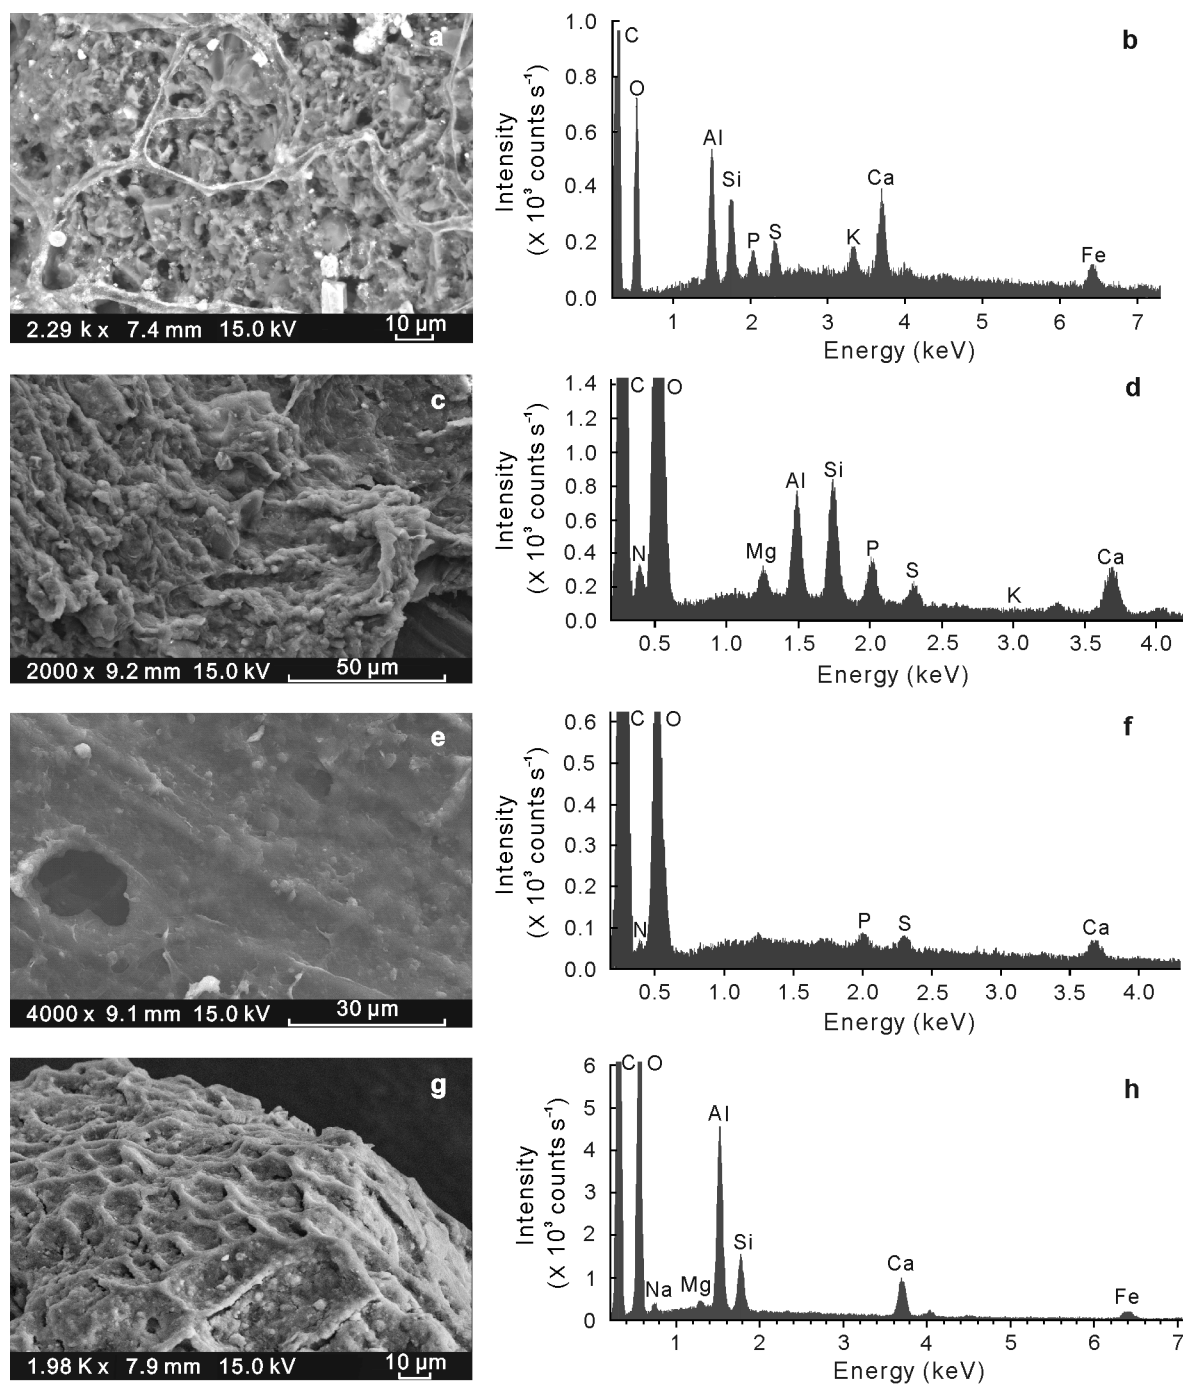 a
2.29 k x 7.4 mm 15.0 kV 10 µm
b
Intensity
(X 10³ counts s⁻¹)
1.0
0.8
0.6
0.4
0.2
0.0
C
O
Al
Si
P
S
K
Ca
Fe
1 2 3 4 5 6 7
Energy (keV)
c
2000 x 9.2 mm 15.0 kV 50 µm
d
Intensity
(X 10³ counts s⁻¹)
1.4
1.2
1.0
0.8
0.6
0.4
0.2
0.0
C
O
N
Mg
Al
Si
P
S
K
Ca
0.5 1.0 1.5 2.0 2.5 3.0 3.5 4.0
Energy (keV)
e
4000 x 9.1 mm 15.0 kV 30 µm
f
Intensity
(X 10³ counts s⁻¹)
0.6
0.5
0.4
0.3
0.2
0.1
0.0
C
O
N
P
S
Ca
0.5 1.0 1.5 2.0 2.5 3.0 3.5 4.0
Energy (keV)
g
1.98 K x 7.9 mm 15.0 kV 10 µm
h
Intensity
(X 10³ counts s⁻¹)
6
5
4
3
2
1
0
C
O
Na
Mg
Al
Si
Ca
Fe
1 2 3 4 5 6 7
Energy (keV)